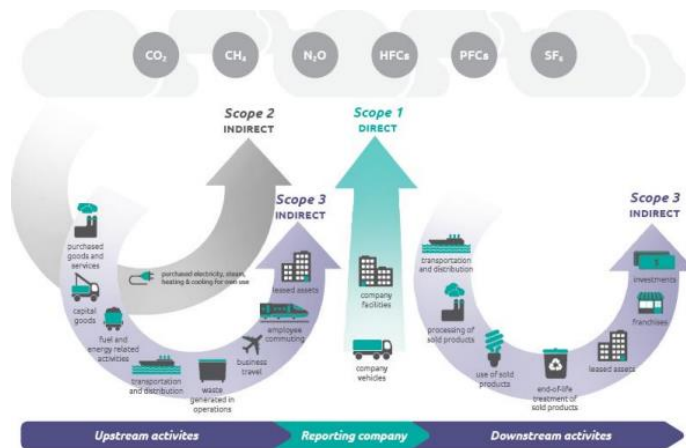 CO₂
CH₄
N₂O
HFCs
PFCs
SF₆
Scope 2
INDIRECT
Scope 1
DIRECT
Scope 3
INDIRECT
Scope 3
INDIRECT
purchased
goods and
services
capital
goods
fuel and
energy related
activities
transportation
and distribution
waste
generated in
operations
business
travel
employee
commuting
leased assets
purchased electricity, steam,
heating & cooling for own use
company
facilities
company
vehicles
transportation
and distribution
processing of
sold products
use of sold
products
end-of-life
treatment of
sold products
leased assets
franchises
investments
Upstream activites
Reporting company
Downstream activites